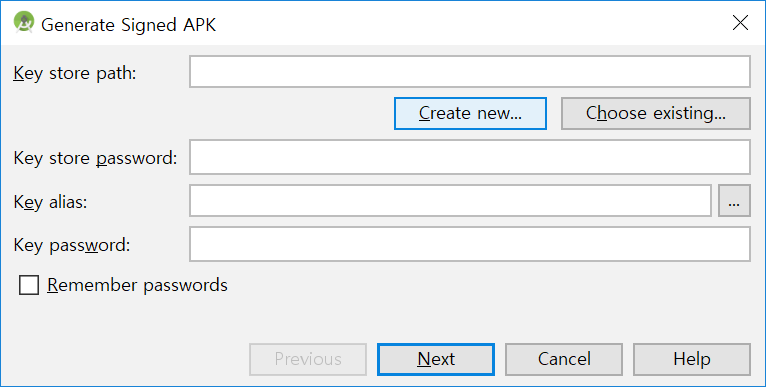 Generate Signed APK
Key store path:
Create new... Choose existing...
Key store password:
Key alias: ...
Key password:
Remember passwords
Previous Next Cancel Help